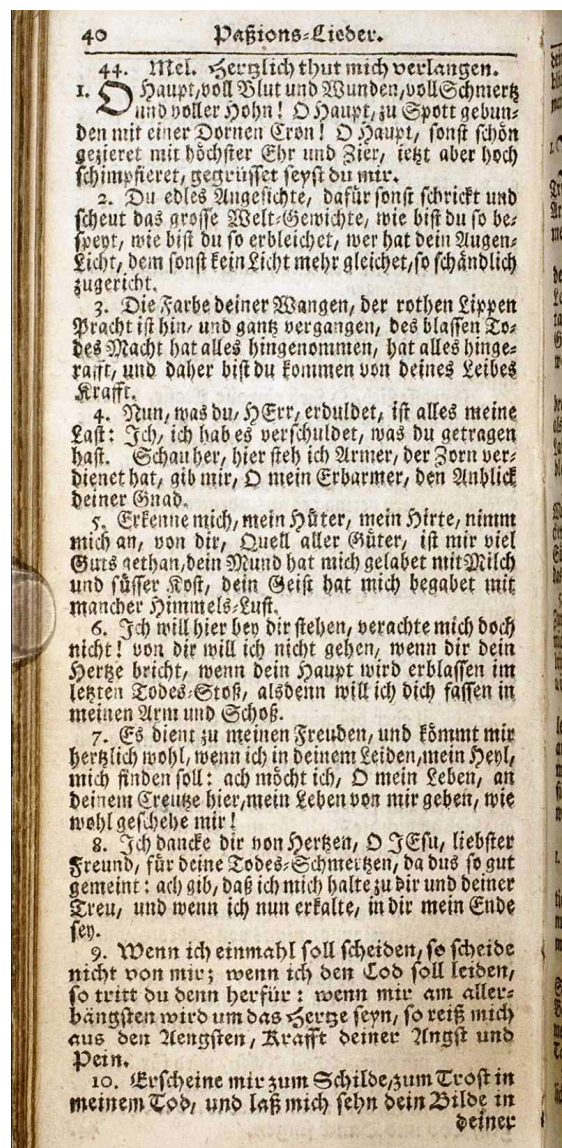 40 Paßions-Lieder.
44. Mel. Hertzlich thut mich verlangen.
1. O Haupt, voll Blut und Wunden, voll Schmertz
und voller Hohn! O Haupt, zu Spott gebun-
den mit einer Dornen Cron! O Haupt, sonst schön
gezieret mit höchster Ehr und Zier, ietzt aber hoch
schimpfieret, gegrüsset seyst du mir.
2. Du edles Angesichte, dafür sonst schrickt und
scheut das grosse Welt-Gewichte, wie bist du so be-
speyt, wie bist du so erbleichet, wer hat dein Augen-
Licht, dem sonst kein Licht mehr gleichet, so schändlich
zugericht.
3. Die Farbe deiner Wangen, der rothen Lippen
Pracht ist hin- und gantz vergangen, des blassen To-
des Macht hat alles hingenommen, hat alles hinge-
rafft, und daher bist du kommen von deines Leibes
Krafft.
4. Nun, was du, HErr, erduldet, ist alles meine
Last: Ich, ich hab es verschuldet, was du getragen
hast. Schau her, hier steh ich Armer, der Zorn ver-
dienet hat, gib mir, O mein Erbarmer, den Anblick
deiner Gnad.
5. Erkenne mich, mein Hüter, mein Hirte, nimm
mich an, von dir, Quell aller Güter, ist mir viel
Guts gethan, dein Mund hat mich gelabet mit Milch
und süsser Kost, dein Geist hat mich begabet mit
mancher Himmels-Lust.
6. Ich will hier bey dir stehen, verachte mich doch
nicht! von dir will ich nicht gehen, wenn dir dein
Hertze bricht, wenn dein Haupt wird erblassen im
letzten Todes-Stoß, alsdenn will ich dich fassen in
meinen Arm und Schoß.
7. Es dient zu meinen Freuden, und kömmt mir
hertzlich wohl, wenn ich in deinem Leiden, mein Heyl,
mich finden soll: ach möcht ich, O mein Leben, an
deinem Creutze hier, mein Leben von mir geben, wie
wohl geschehe mir!
8. Ich dancke dir von Hertzen, O JEsu, liebster
Freund, für deine Todes-Schmertzen, da dus so gut
gemeint: ach gib, daß ich mich halte zu dir und deiner
Treu, und wenn ich nun erkalte, in dir mein Ende
sey.
9. Wenn ich einmahl soll scheiden, so scheide
nicht von mir; wenn ich den Tod soll leiden,
so tritt du denn herfür: wenn mir am aller-
bängsten wird um das Hertze seyn, so reiß mich
aus den Aengsten, Krafft deiner Angst und
Pein.
10. Erscheine mir zum Schilde, zum Trost in
meinem Tod, und laß mich sehn dein Bilde in
deiner